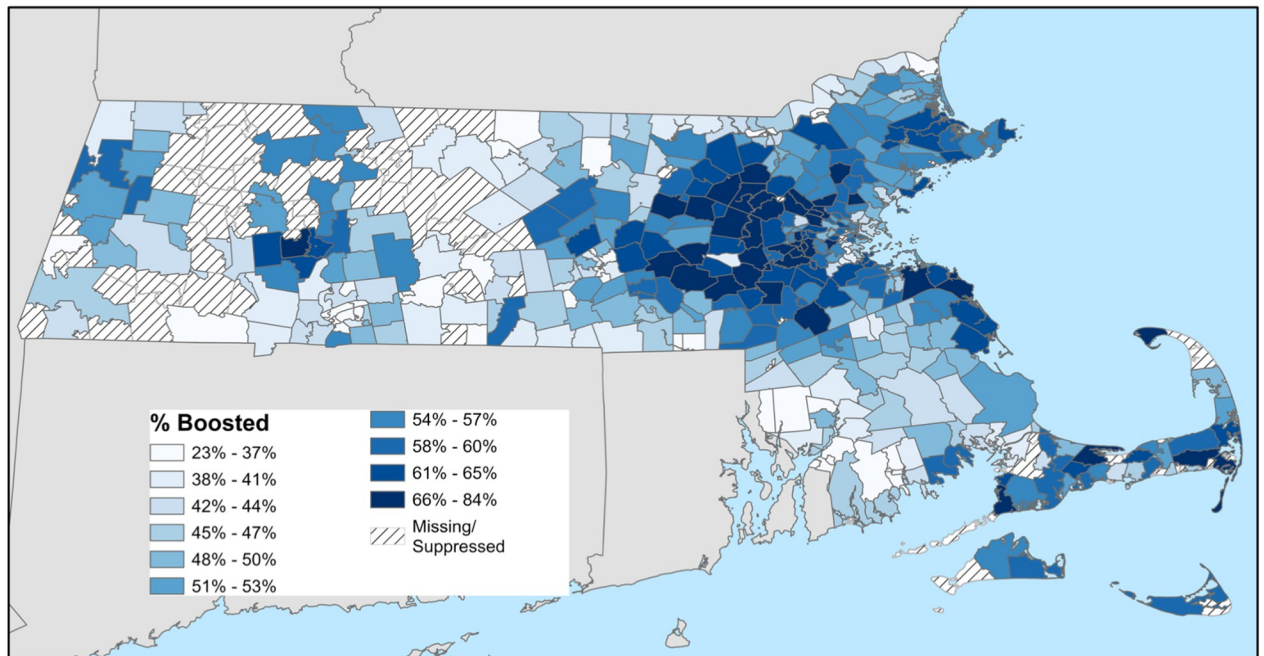 % Boosted
23% - 37%
38% - 41%
42% - 44%
45% - 47%
48% - 50%
51% - 53%
54% - 57%
58% - 60%
61% - 65%
66% - 84%
Missing/
Suppressed